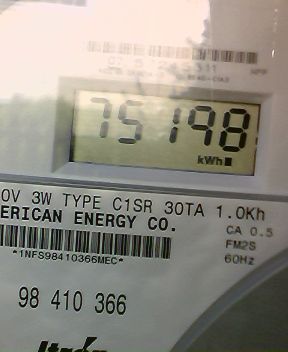 75198
kWh
0V 3W TYPE C1SR 30TA 1.0Kh
ERICAN ENERGY CO.
CA 0.5
FM2S
*1NFS98410366MEC*
60Hz
98 410 366
Itrón